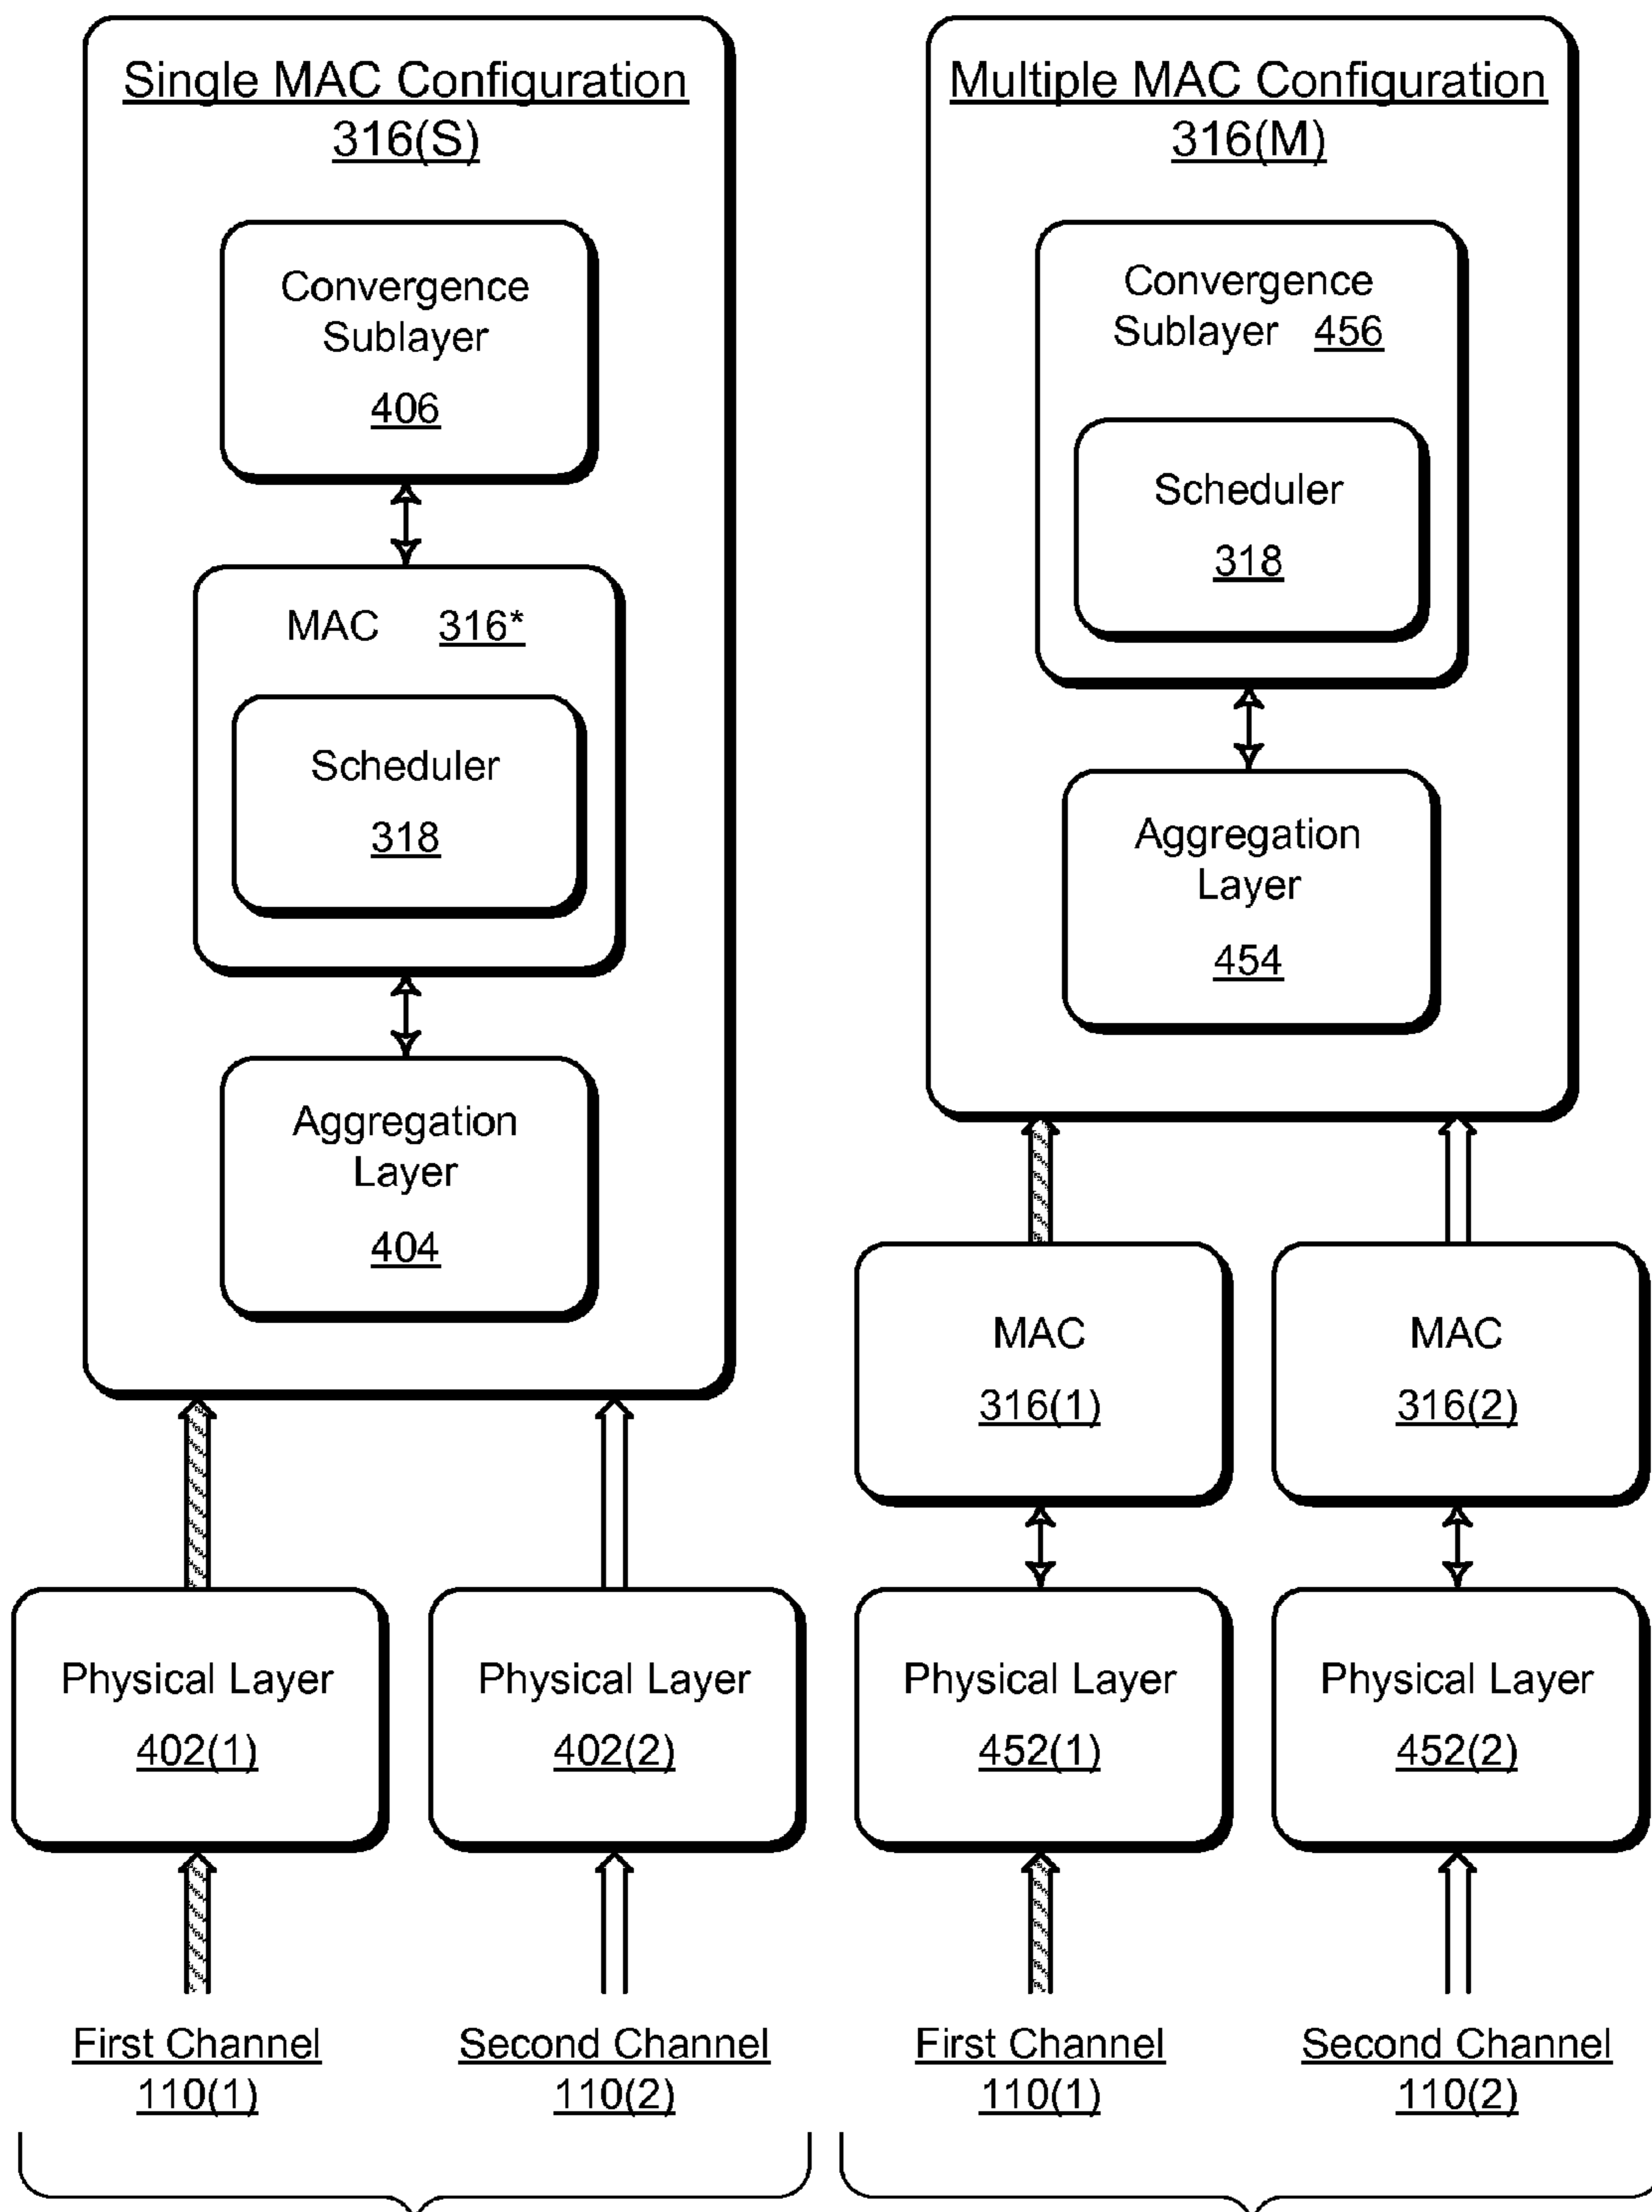 Single MAC Configuration
316(S)
Convergence
Sublayer
406
MAC 316*
Scheduler
318
Aggregation
Layer
404
Physical Layer
402(1)
Physical Layer
402(2)
First Channel
110(1)
Second Channel
110(2)
Multiple MAC Configuration
316(M)
Convergence
Sublayer 456
Scheduler
318
Aggregation
Layer
454
MAC
316(1)
MAC
316(2)
Physical Layer
452(1)
Physical Layer
452(2)
First Channel
110(1)
Second Channel
110(2)